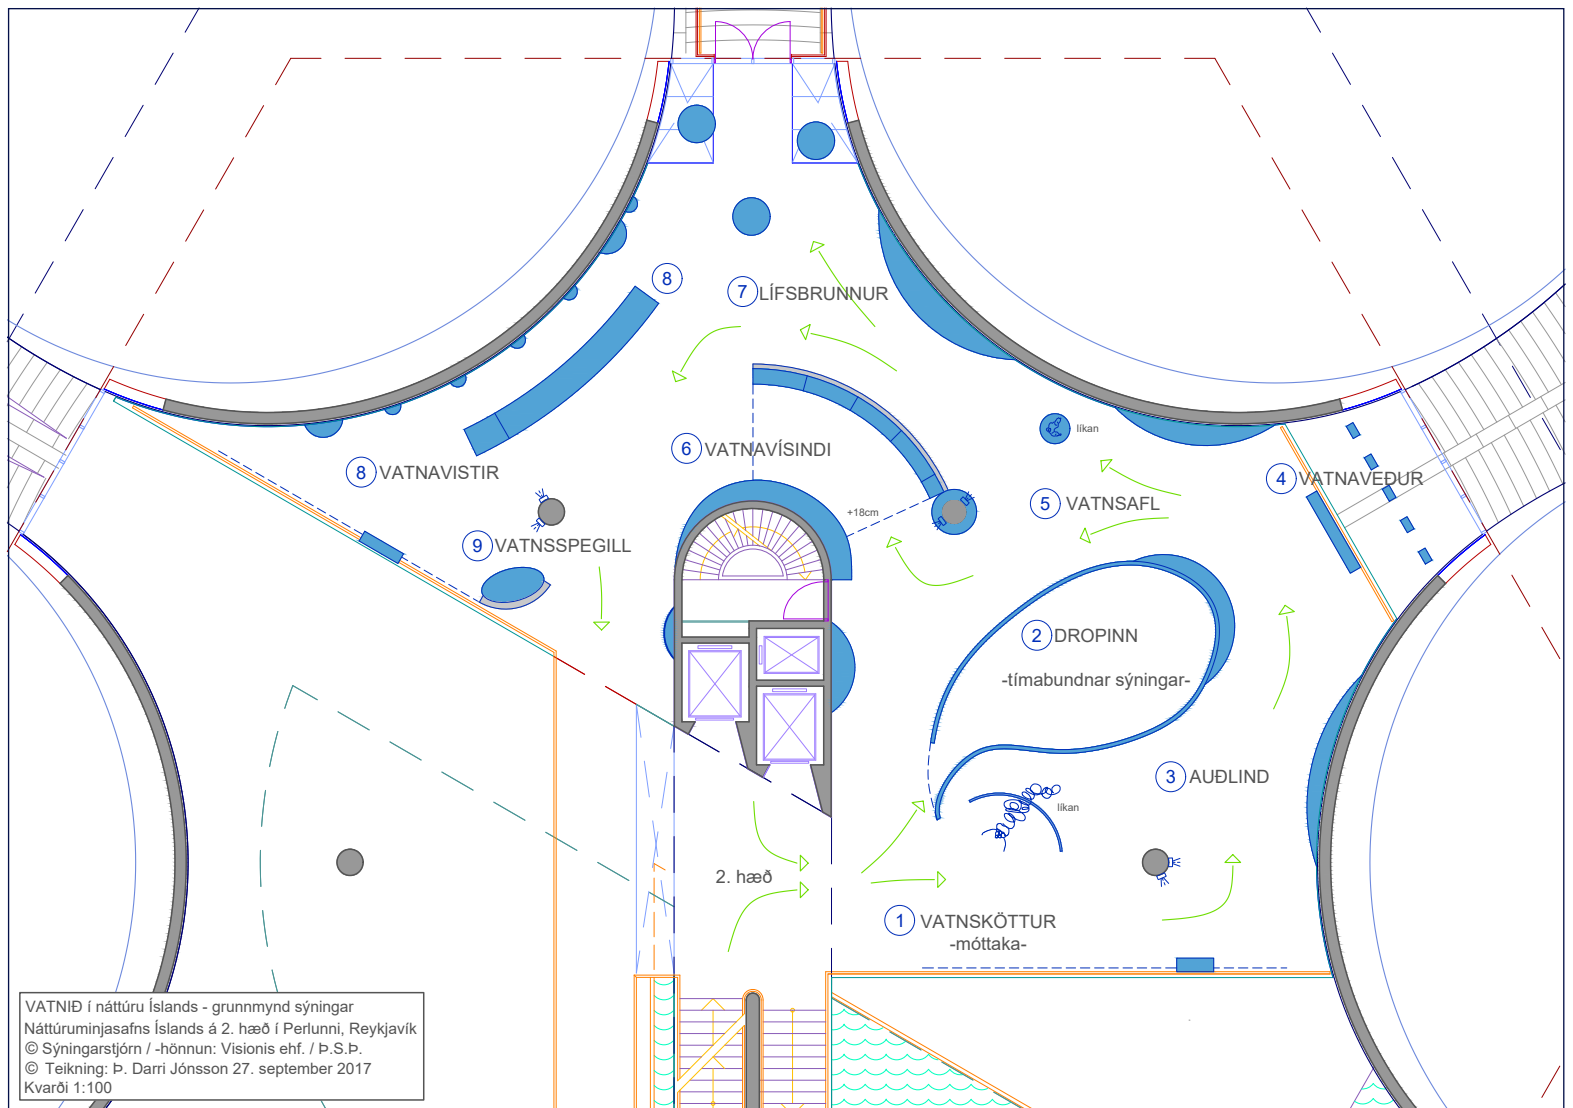 8
7 LÍFSBRUNNUR
líkan
6 VATNAVÍSINDI
8 VATNAVISTIR
4 VATNAVEÐUR
5 VATNSAFL
+18cm
9 VATNSSPEGILL
2 DROPINN
-tímabundnar sýningar-
3 AUÐLIND
líkan
2. hæð
1 VATNSKÖTTUR
-móttaka-
VATNIÐ í náttúru Íslands - grunnmynd sýningar
Náttúruminjasafns Íslands á 2. hæð í Perlunni, Reykjavík
© Sýningarstjórn / -hönnun: Visionis ehf. / Þ.S.Þ.
© Teikning: Þ. Darri Jónsson 27. september 2017
Kvarði 1:100